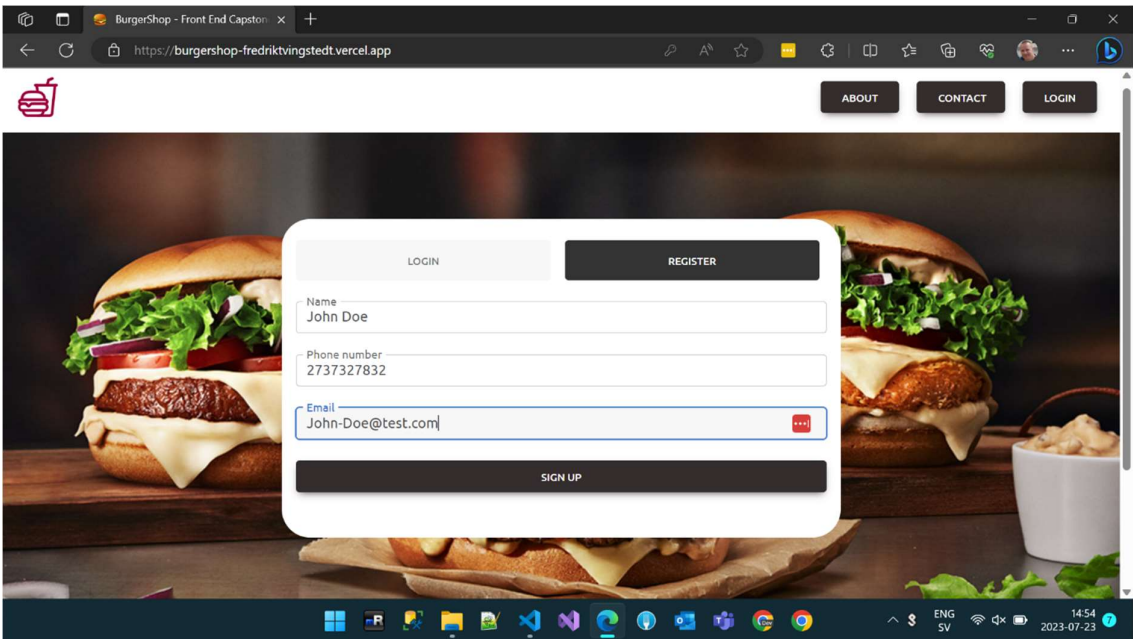 BurgerShop - Front End Capston
https://burgershop-fredriktvingstedt.vercel.app
ABOUT
CONTACT
LOGIN
LOGIN
REGISTER
Name
John Doe
Phone number
2737327832
Email
John-Doe@test.com
SIGN UP
ENG
SV
14:54
2023-07-23
7